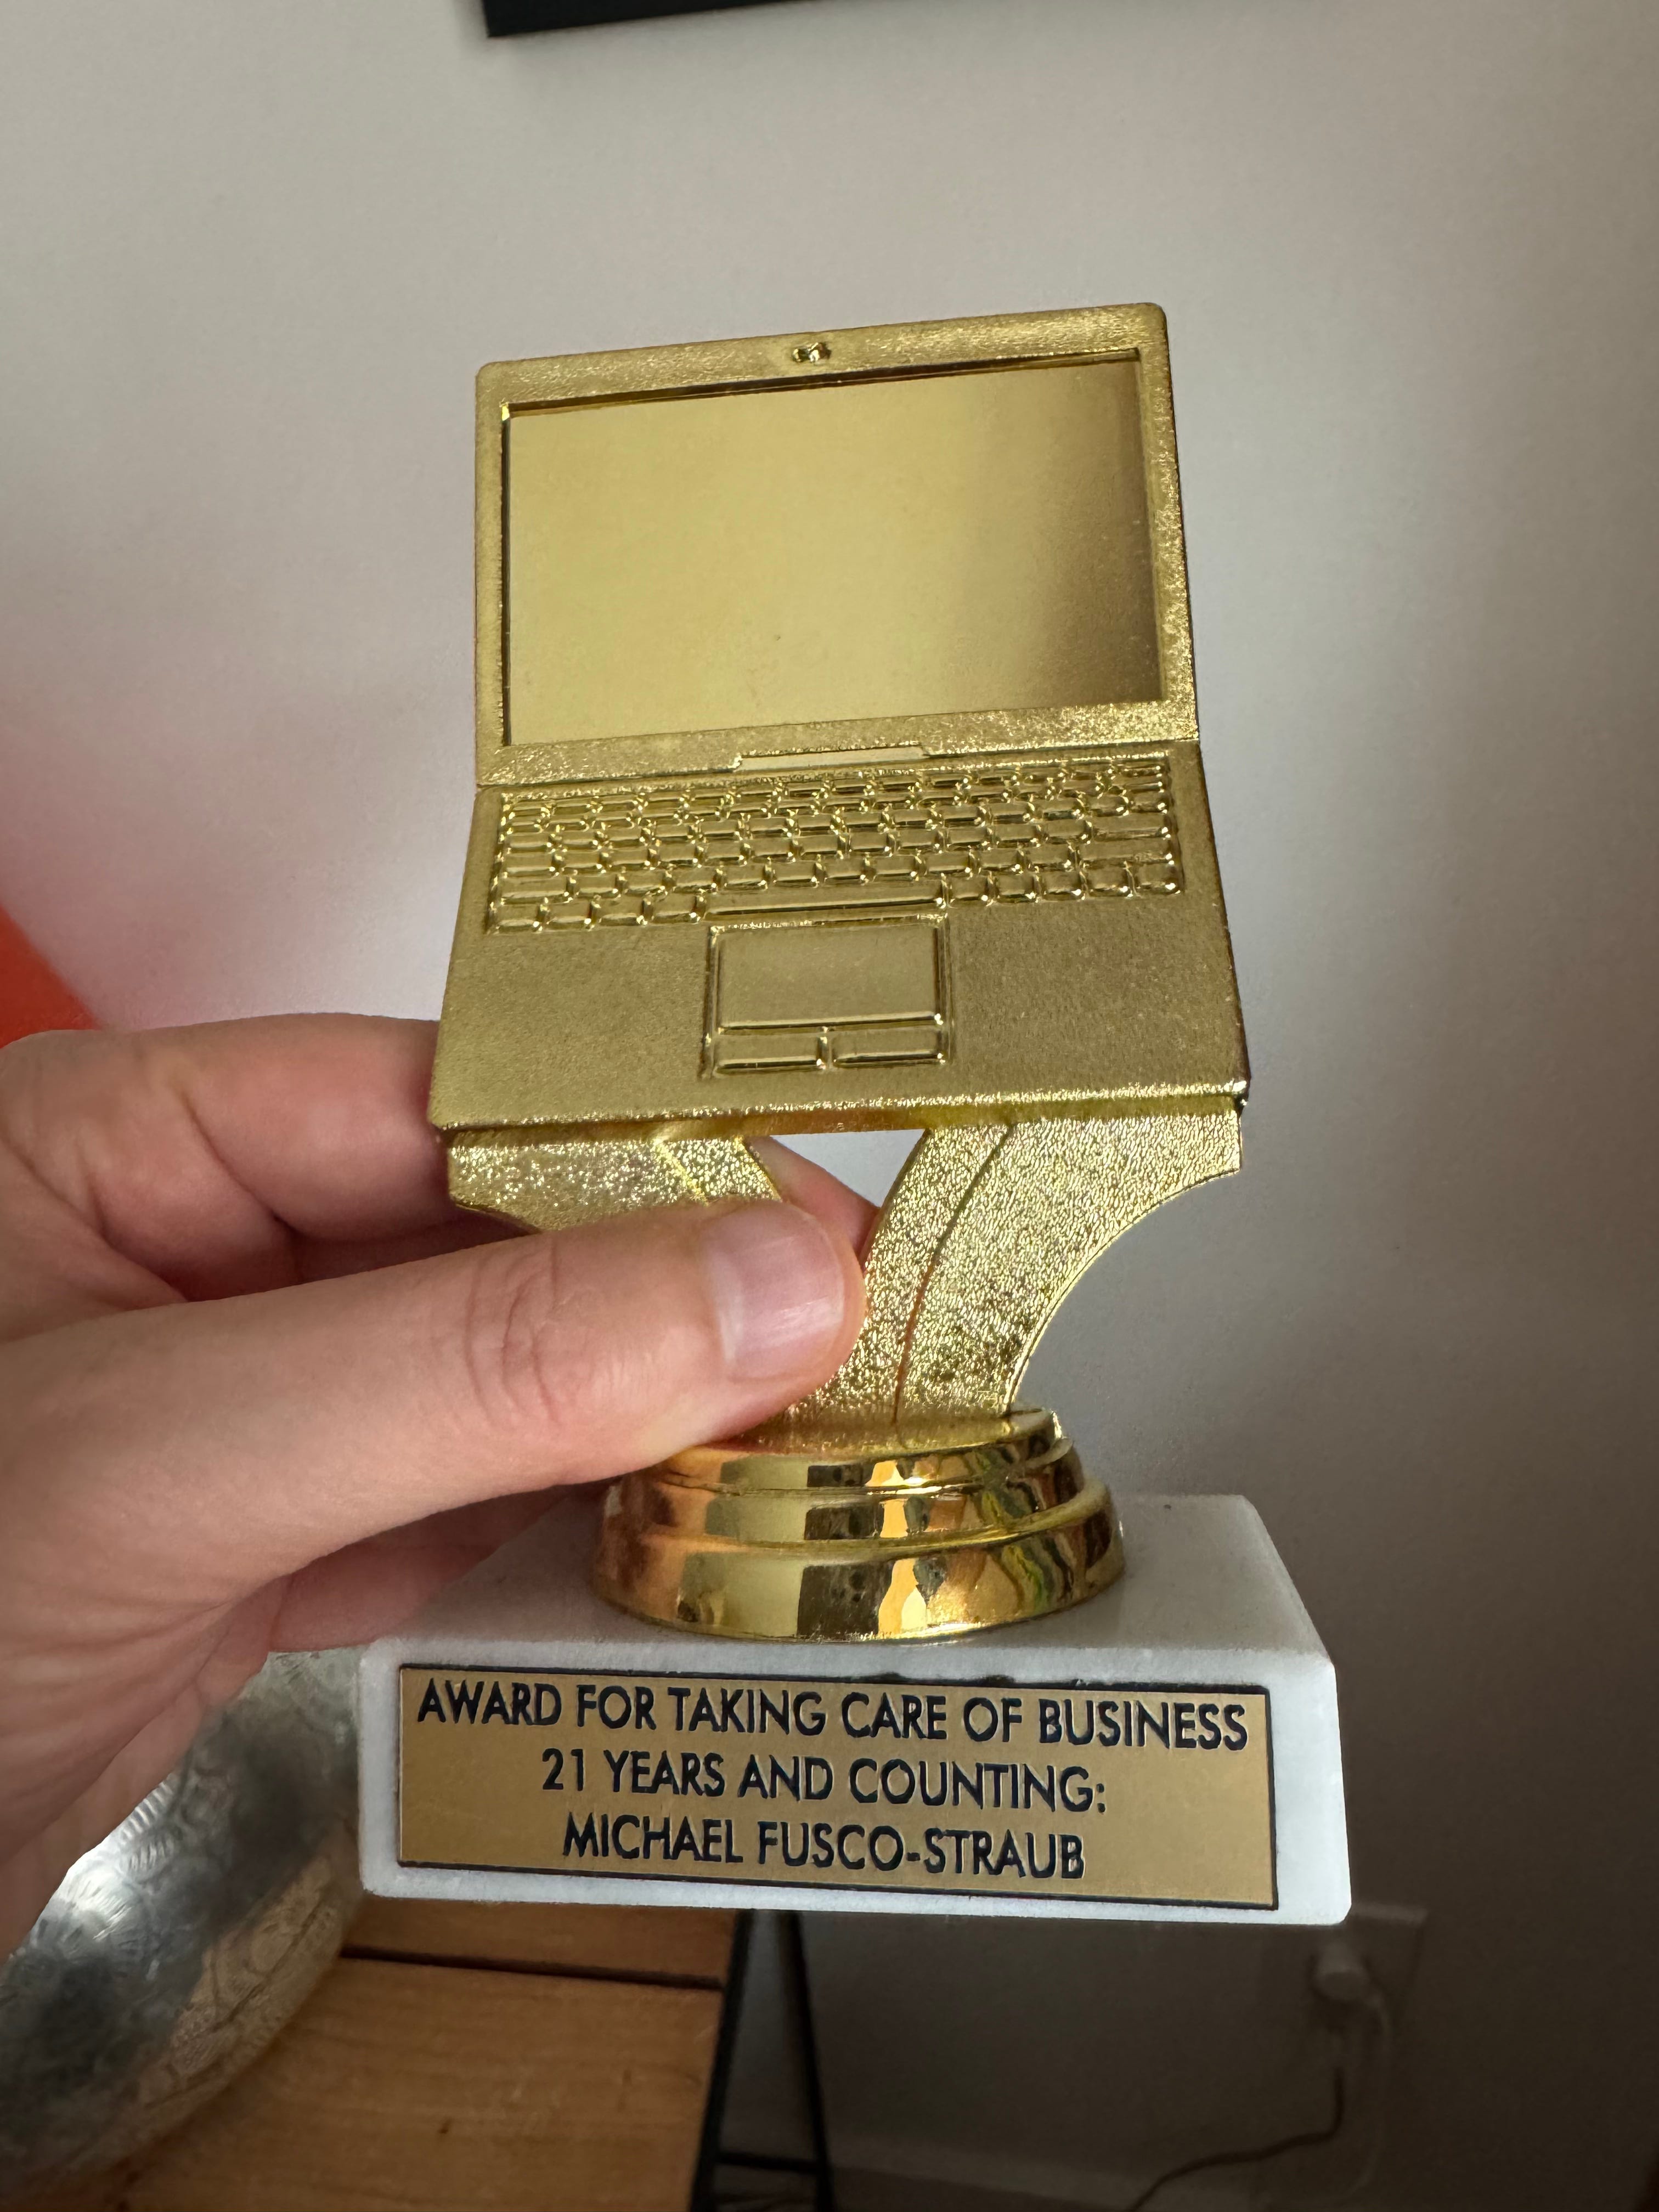 AWARD FOR TAKING CARE OF BUSINESS
21 YEARS AND COUNTING:
MICHAEL FUSCO-STRAUB